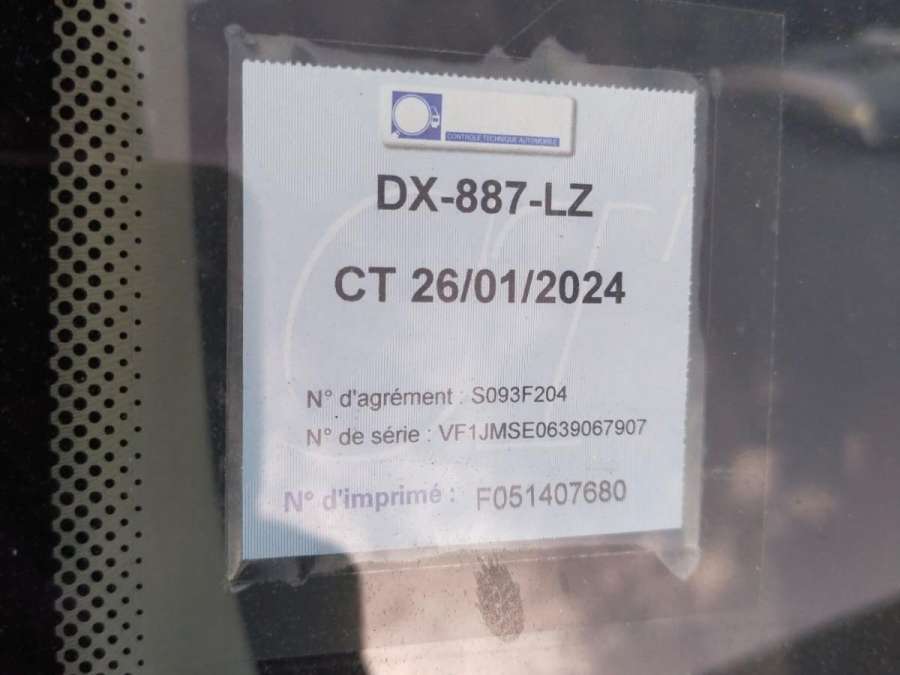 CONTROLE TECHNIQUE AUTOMOBILE
DX-887-LZ
CT 26/01/2024
N° d'agrément : S093F204
N° de série : VF1JMSE0639067907
N° d'imprimé : F051407680